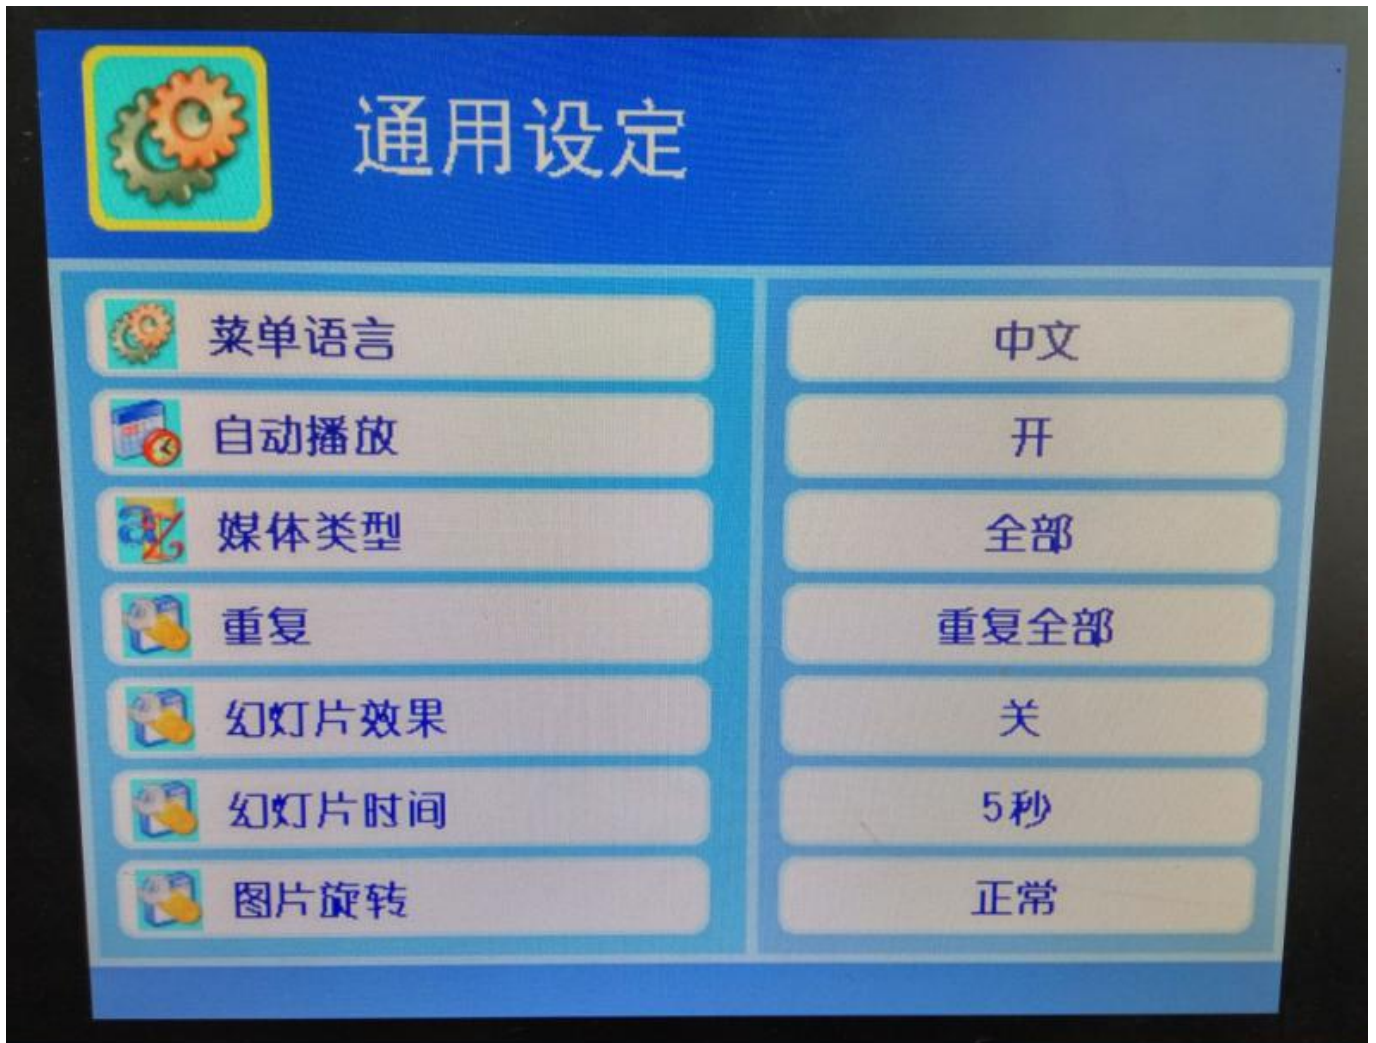 通用设定
菜单语言 中文
自动播放 开
媒体类型 全部
重复 重复全部
幻灯片效果 关
幻灯片时间 5秒
图片旋转 正常